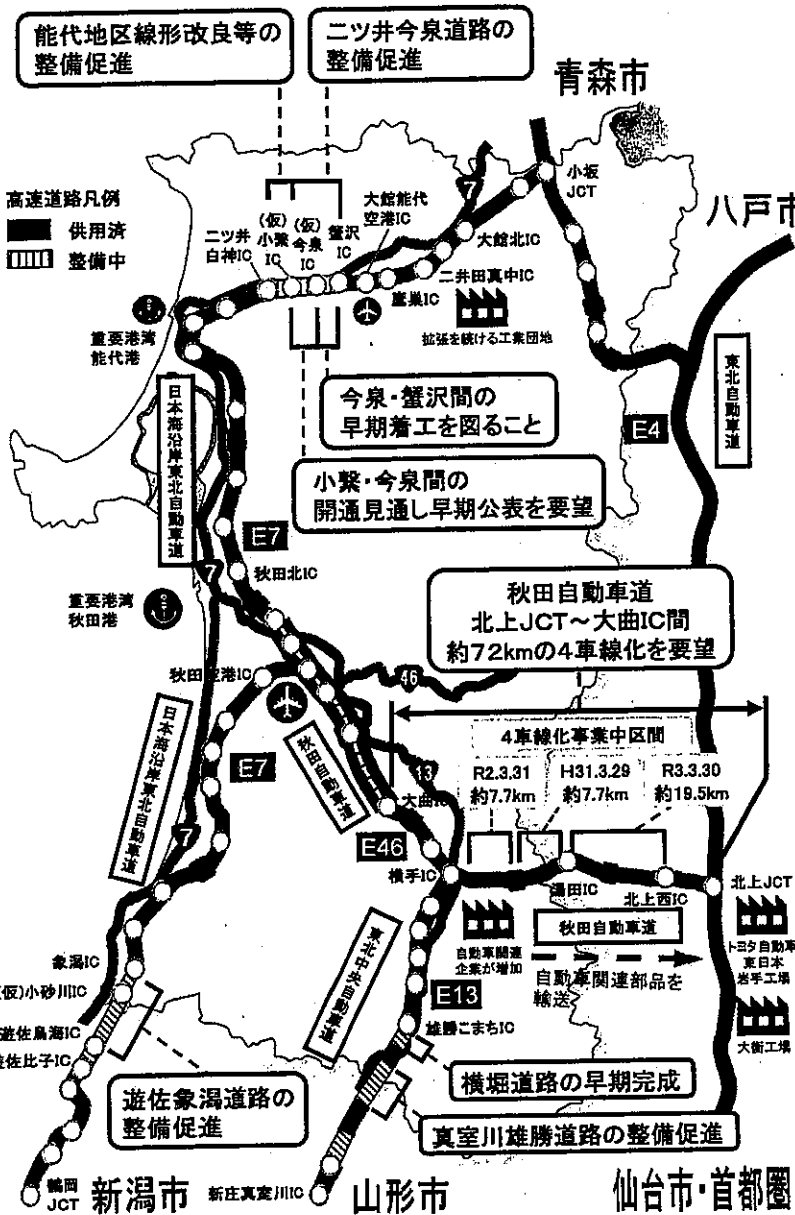 能代地区線形改良等の
整備促進
二ツ井今泉道路の
整備促進
青森市
高速道路凡例
供用済
整備中
八戸市
小坂
JCT
7
大館能代
空港IC
蟹沢
IC
(仮)
今泉
IC
(仮)
小繋
IC
二ツ井
白神IC
大館北IC
二井田真中IC
鷹巣IC
拡張を続ける工業団地
重要港湾
能代港
日本海沿岸東北自動車道
東北自動車道
今泉・蟹沢間の
早期着工を図ること
E4
小繋・今泉間の
開通見通し早期公表を要望
E7
7
秋田北IC
重要港湾
秋田港
秋田自動車道
北上JCT～大曲IC間
約72kmの4車線化を要望
秋田空港IC
46
4車線化事業中区間
日本海沿岸東北自動車道
E7
秋田自動車道
13
R2.3.31
約7.7km
H31.3.29
約7.7km
R3.3.30
約19.5km
大曲IC
7
E46
横手IC
湯田IC
北上西IC
北上JCT
自動車関連
企業が増加
秋田自動車道
自動車関連部品を
輸送
トヨタ自動車
東日本
岩手工場
大衡工場
象潟IC
(仮)小砂川IC
遊佐鳥海IC
遊佐比子IC
東北中央自動車道
E13
雄勝こまちIC
横堀道路の早期完成
遊佐象潟道路の
整備促進
真室川雄勝道路の整備促進
鶴岡
JCT
新潟市
新庄真室川IC
山形市
仙台市・首都圏